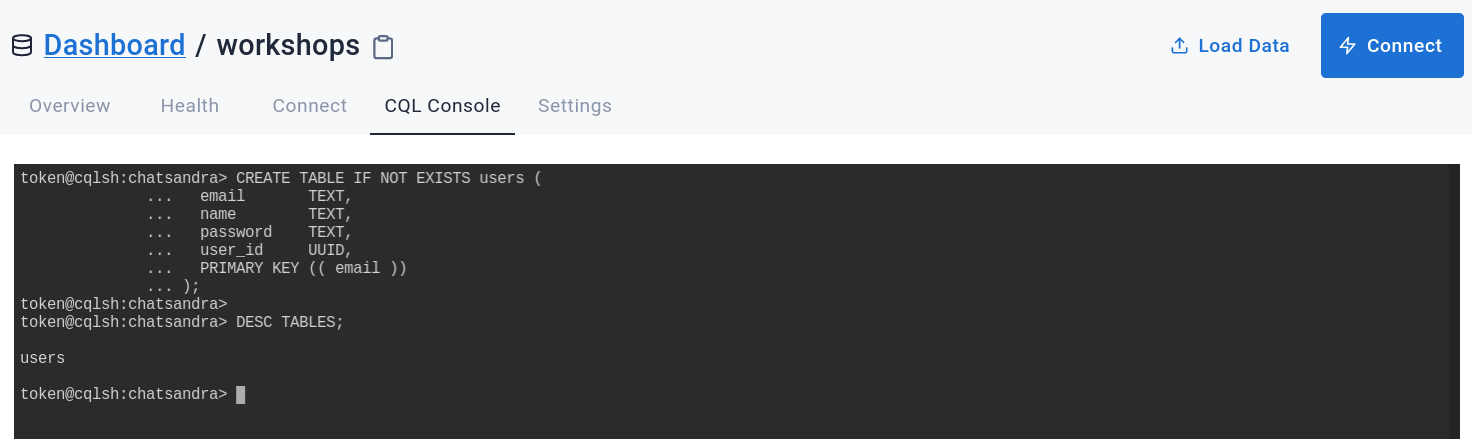 Dashboard / workshops
Load Data
Connect
Overview Health Connect CQL Console Settings
token@cqlsh:chatsandra> CREATE TABLE IF NOT EXISTS users (
              ...   email       TEXT,
              ...   name        TEXT,
              ...   password    TEXT,
              ...   user_id     UUID,
              ...   PRIMARY KEY (( email ))
              ... );
token@cqlsh:chatsandra>
token@cqlsh:chatsandra> DESC TABLES;
users
token@cqlsh:chatsandra>